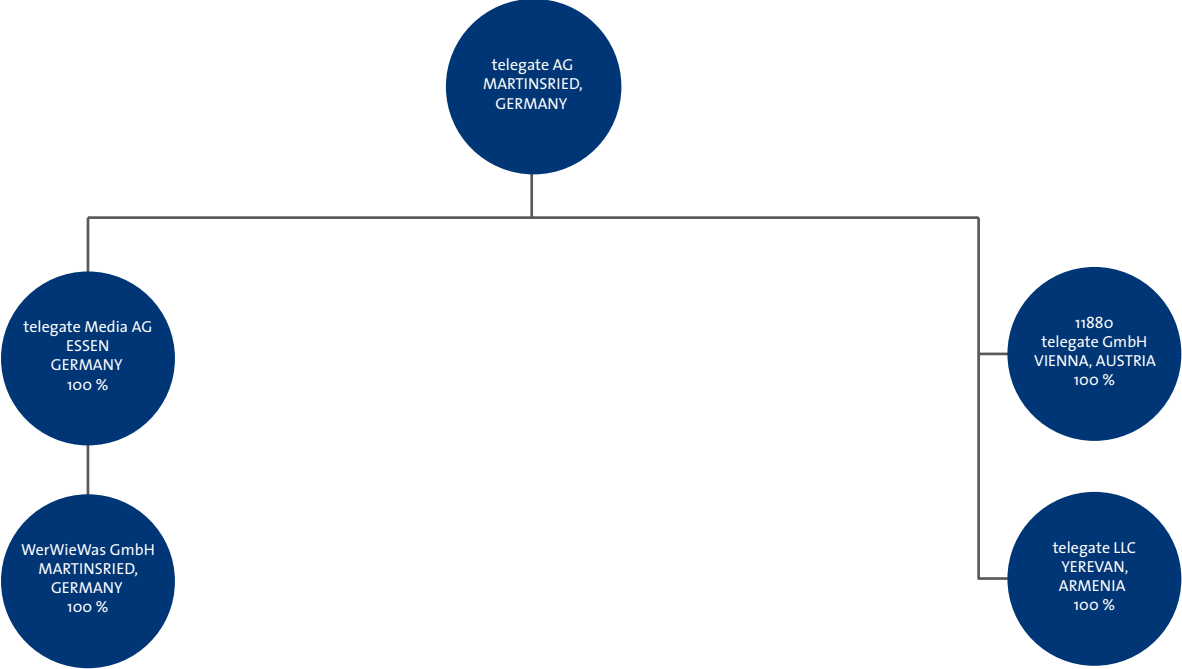 telegate AG
MARTINSRIED,
GERMANY
telegate Media AG
ESSEN
GERMANY
100 %
11880
telegate GmbH
VIENNA, AUSTRIA
100 %
WerWieWas GmbH
MARTINSRIED,
GERMANY
100 %
telegate LLC
YEREVAN,
ARMENIA
100 %